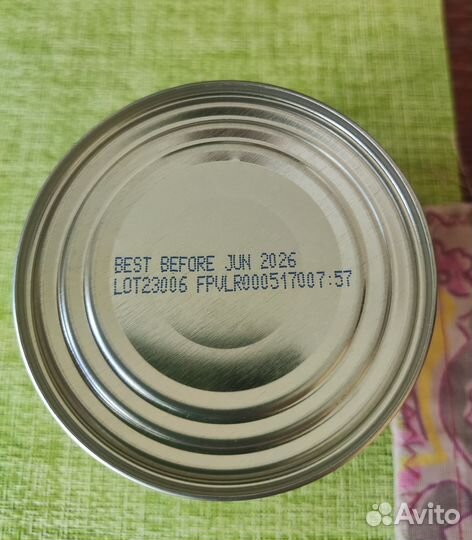 BEST BEFORE JUN 2026
LOT23006 FPVLR000517007:57
Avito